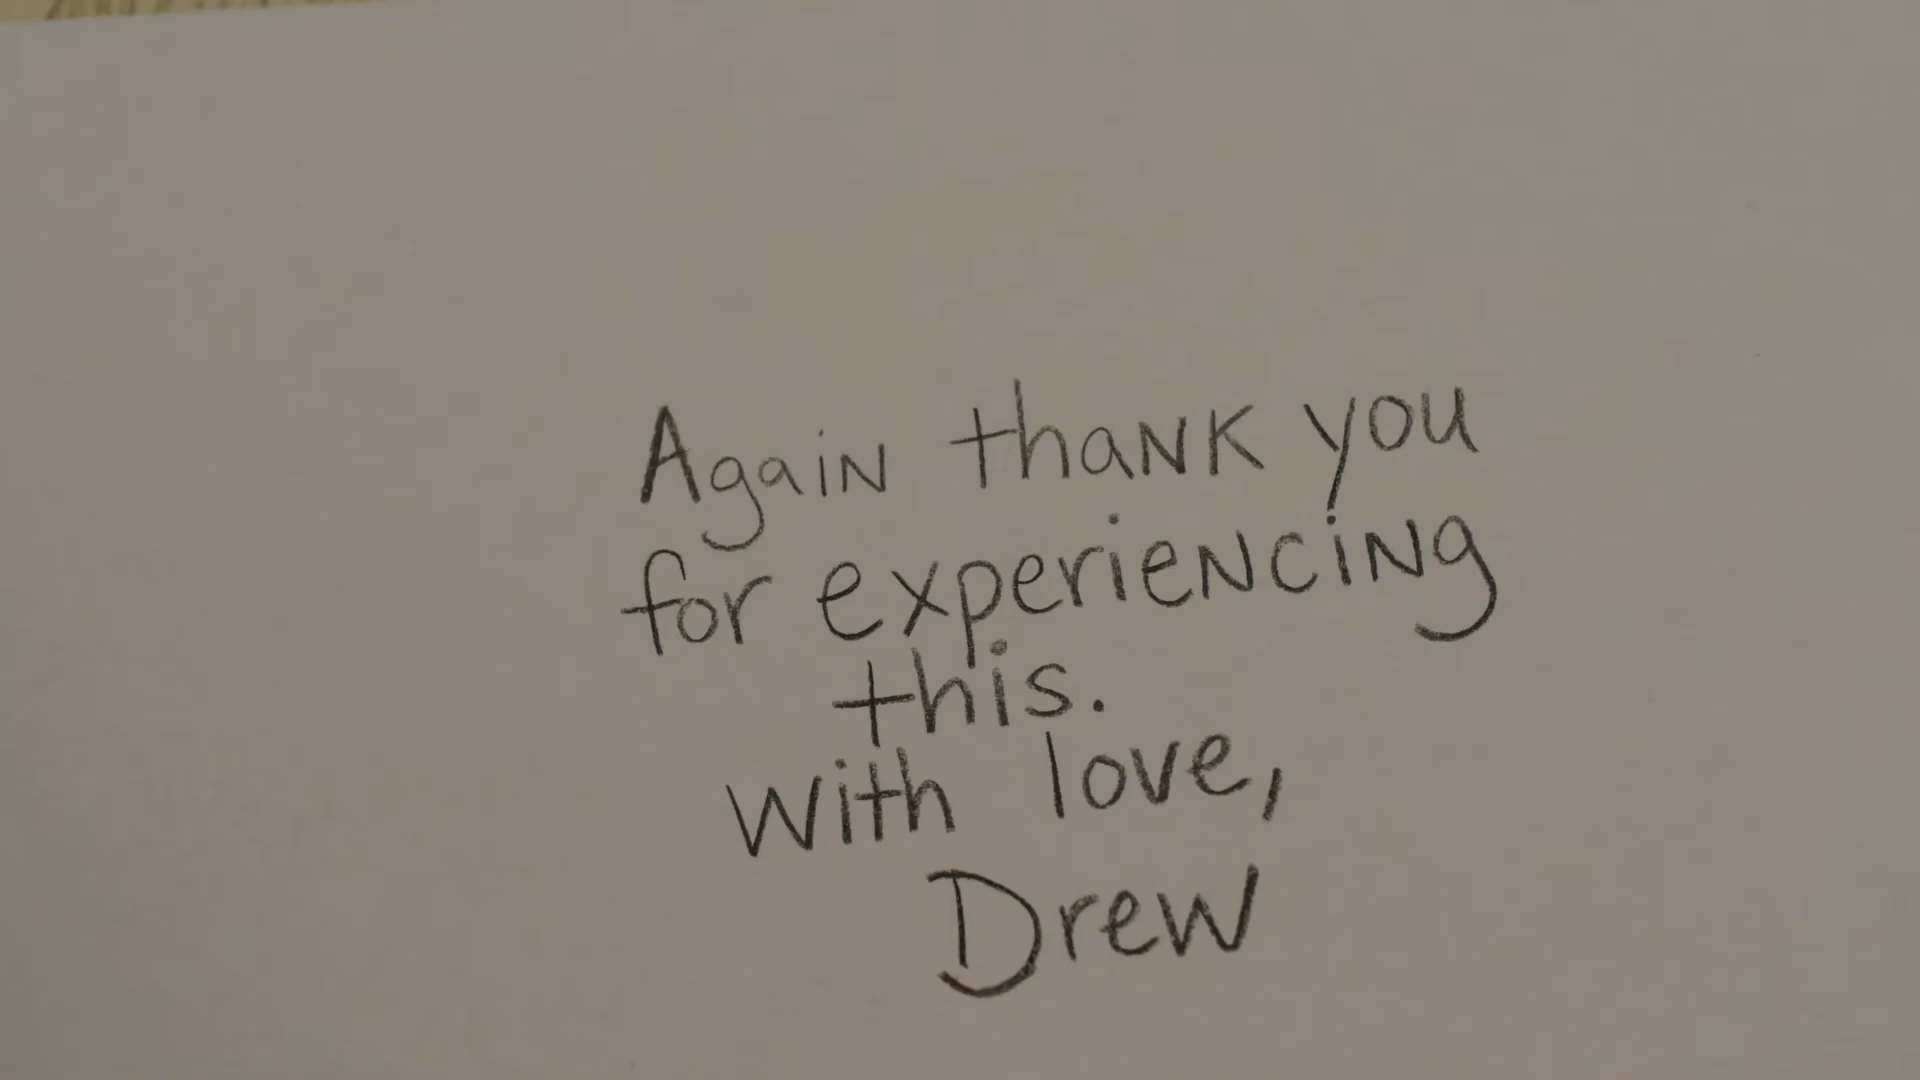 Again thank you
for experiencing
this.
With love,
Drew